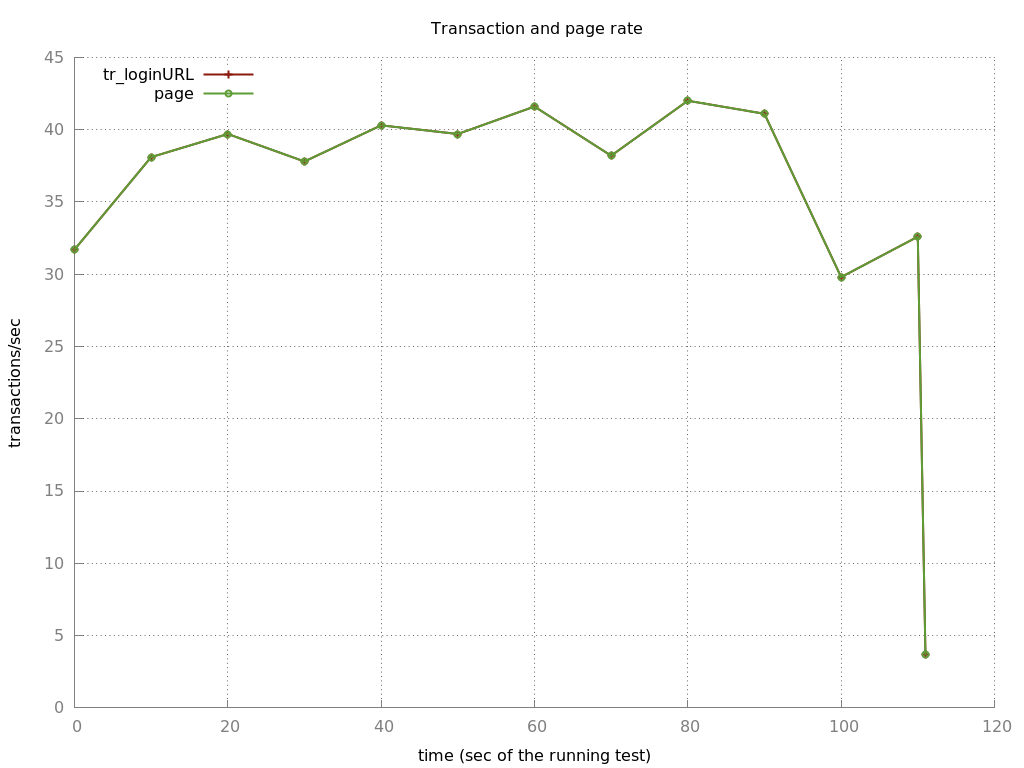 Transaction and page rate
tr_loginURL
page
45
40
35
30
25
20
15
10
5
0
transactions/sec
0 20 40 60 80 100 120
time (sec of the running test)